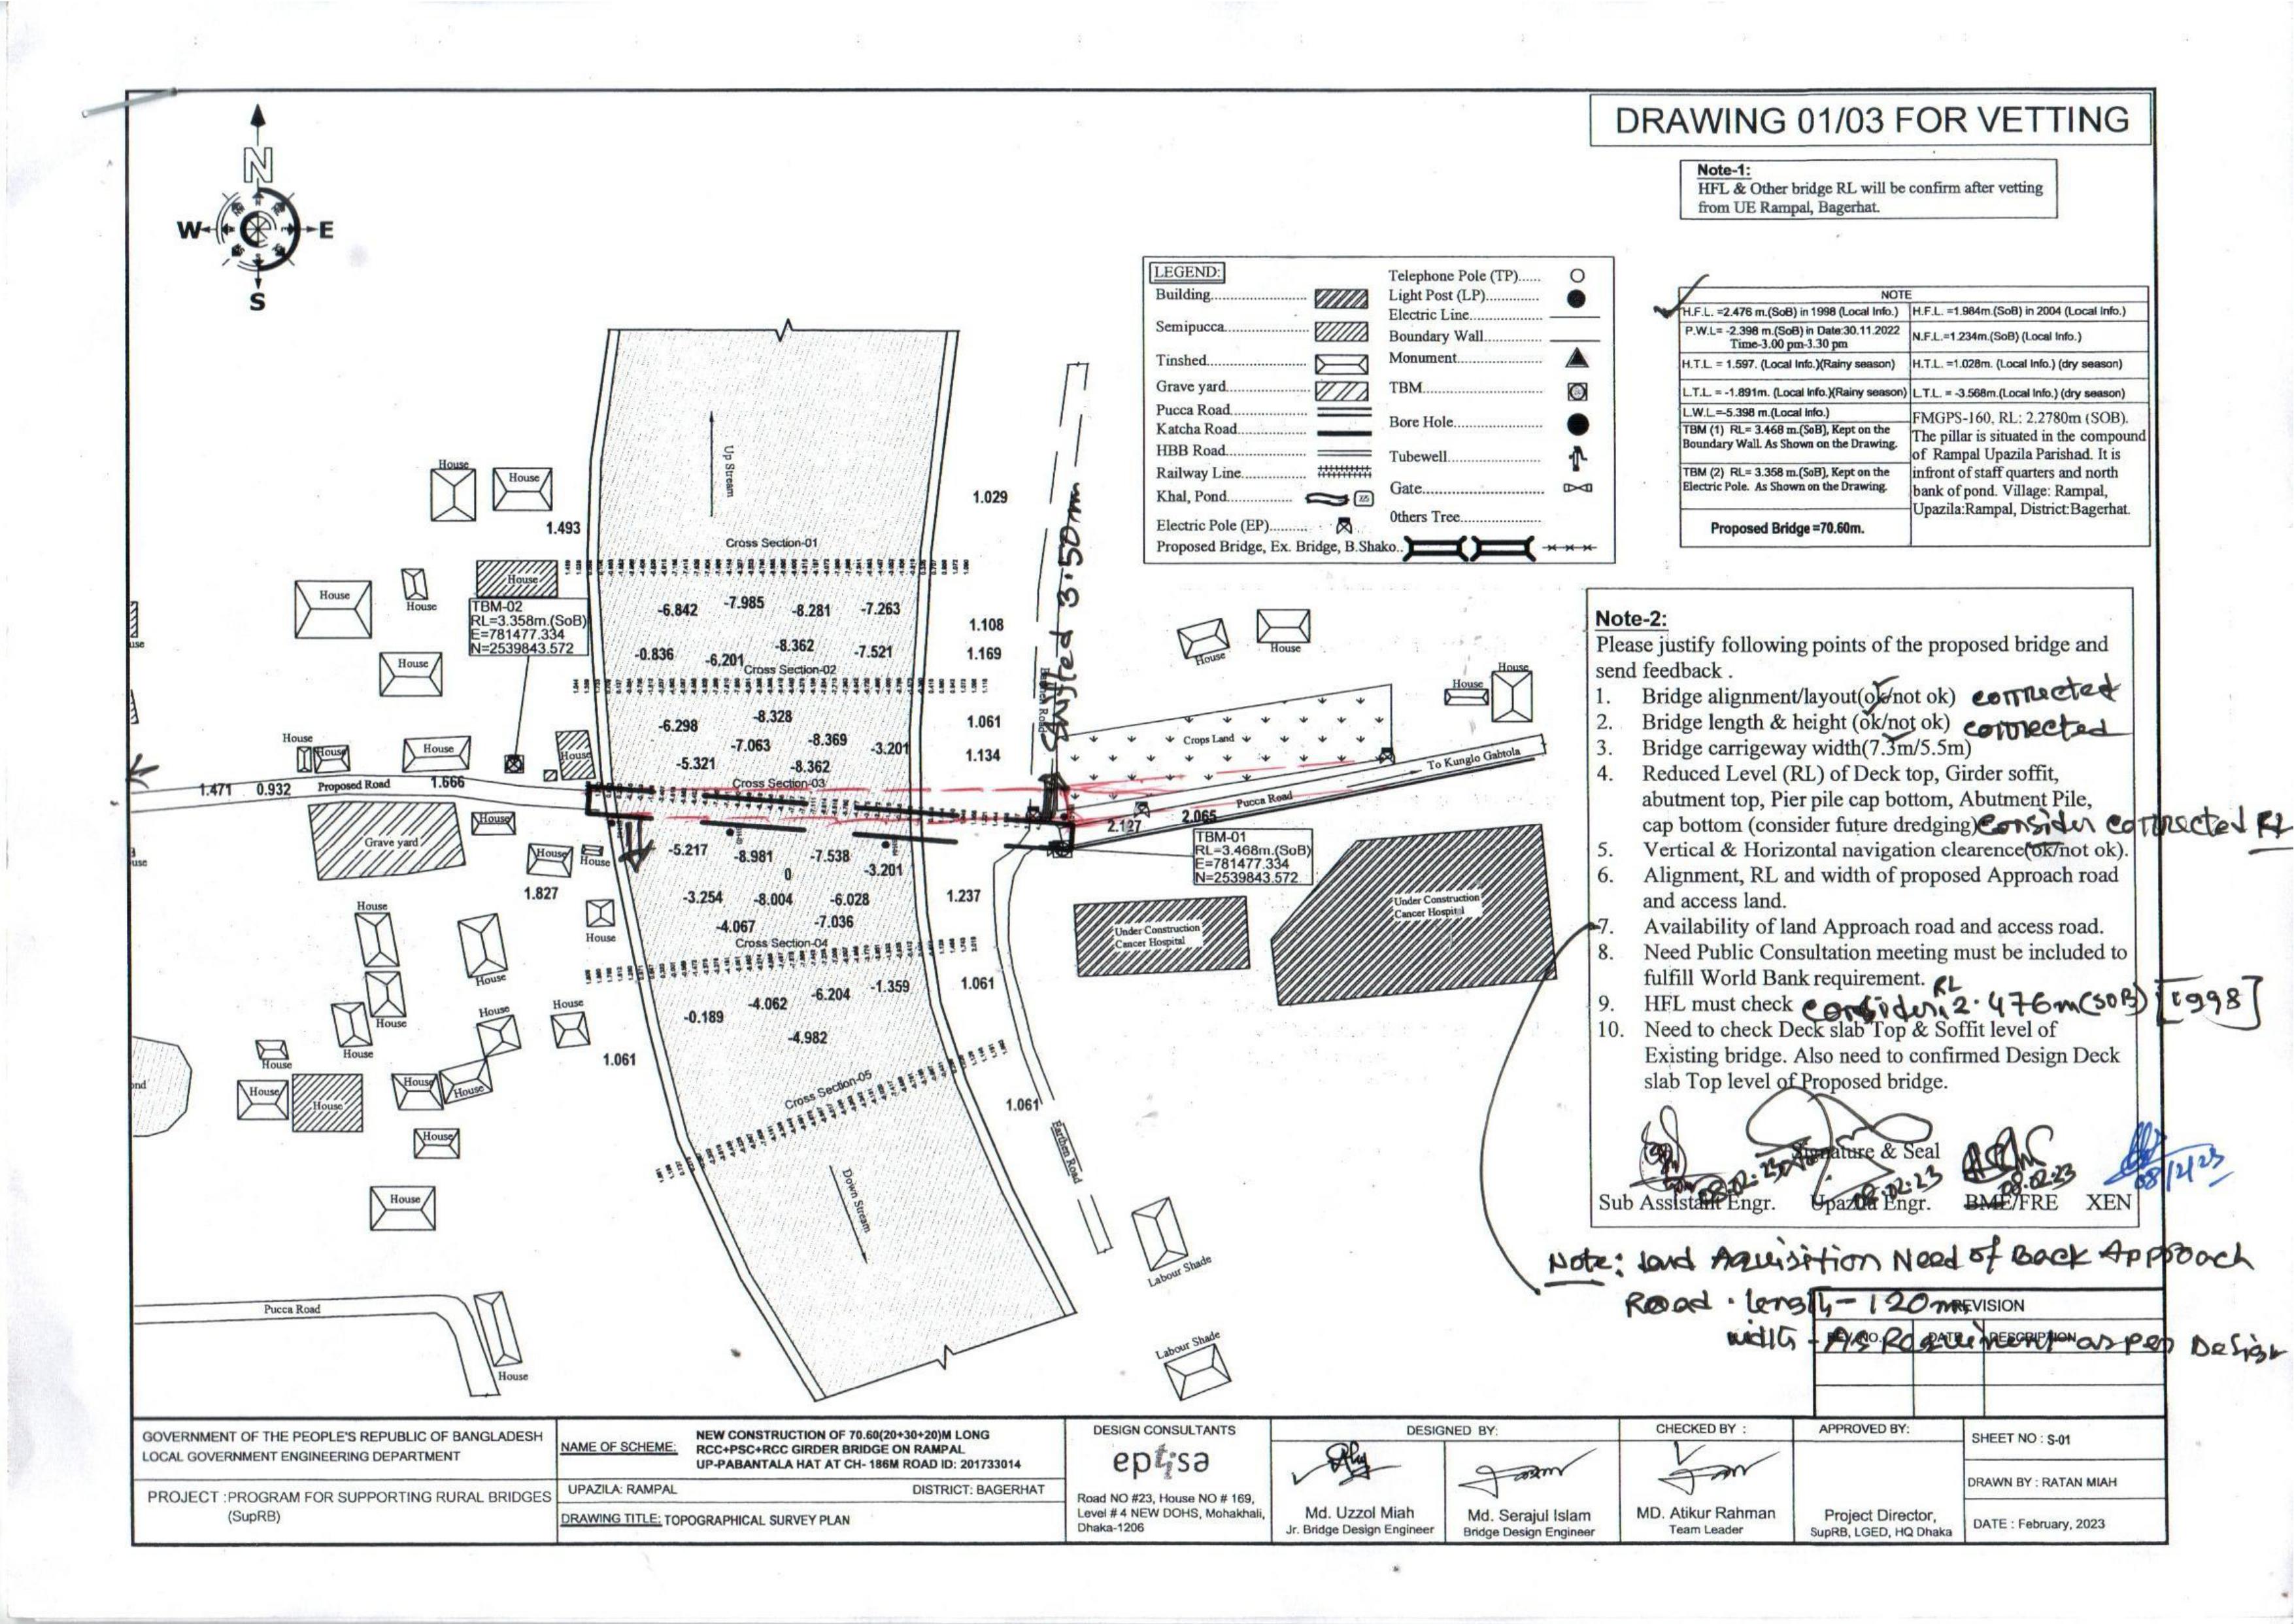 DRAWING 01/03 FOR VETTING
Note-1:
HFL & Other bridge RL will be confirm after vetting
from UE Rampal, Bagerhat.
N
W
E
S
LEGEND:
Building
Semipucca
Tinshed
Grave yard
Pucca Road
Katcha Road
HBB Road
Railway Line
Khal, Pond
Electric Pole (EP)
Proposed Bridge, Ex. Bridge, B.Shako..
Telephone Pole (TP)
Light Post (LP)
Electric Line
Boundary Wall
Monument
TBM
Bore Hole
Tubewell
Gate
Others Tree
NOTE
H.F.L. =2.476 m.(SoB) in 1998 (Local Info.)
H.F.L. =1.984m.(SoB) in 2004 (Local Info.)
P.W.L= -2.398 m.(SoB) in Date:30.11.2022
Time-3.00 pm-3.30 pm
N.F.L.=1.234m.(SoB) (Local Info.)
H.T.L. = 1.597. (Local Info.)(Rainy season)
H.T.L. =1.028m. (Local Info.) (dry season)
L.T.L. = -1.891m. (Local Info.)(Rainy season)
L.T.L. = -3.568m.(Local Info.) (dry season)
L.W.L.=-5.398 m.(Local Info.)
TBM (1) RL= 3.468 m.(SoB), Kept on the
Boundary Wall. As Shown on the Drawing.
TBM (2) RL= 3.358 m.(SoB), Kept on the
Electric Pole. As Shown on the Drawing.
Proposed Bridge =70.60m.
FMGPS-160, RL: 2.2780m (SOB).
The pillar is situated in the compound
of Rampal Upazila Parishad. It is
infront of staff quarters and north
bank of pond. Village: Rampal,
Upazila:Rampal, District:Bagerhat.
Up Stream
Shifted 3.50m
House
House
1.493
1.029
Cross Section-01
House
House
House
TBM-02
RL=3.358m.(SoB)
E=781477.334
N=2539843.572
-6.842 -7.985 -8.281 -7.263
1.108
-0.836 -6.201 -8.362 -7.521
1.169
Cross Section-02
House
House
House
House
House
-6.298 -8.328
1.061
-7.063 -8.369 -3.201
1.134
-5.321 -8.362
Crops Land
House
House
House
House
Cross Section-03
1.471 0.932 Proposed Road 1.666
To Kunglo Gabtola
Pucca Road
2.127 2.065
TBM-01
RL=3.468m.(SoB)
E=781477.334
N=2539843.572
Grave yard
House
House
House
-5.217 -8.981 -7.538
0 -3.201
1.827
-3.254 -8.004 -6.028
1.237
-4.067 -7.036
Cross Section-04
House
House
House
Under Construction
Cancer Hospital
Under Construction
Cancer Hospital
-4.062 -6.204 -1.359
1.061
-0.189
-4.982
House
House
House
House
House
1.061
Cross Section-05
House
House
House
House
1.061
Earthen Road
House
Down Stream
House
Labour Shade
Pucca Road
Labour Shade
House
Note-2:
Please justify following points of the proposed bridge and
send feedback .
1. Bridge alignment/layout(ok/not ok) corrected
2. Bridge length & height (ok/not ok) corrected
3. Bridge carrigeway width(7.3m/5.5m)
4. Reduced Level (RL) of Deck top, Girder soffit,
abutment top, Pier pile cap bottom, Abutment Pile,
cap bottom (consider future dredging) consider corrected RL
5. Vertical & Horizontal navigation clearence(ok/not ok).
6. Alignment, RL and width of proposed Approach road
and access land.
7. Availability of land Approach road and access road.
8. Need Public Consultation meeting must be included to
fulfill World Bank requirement.
9. HFL must check consider RL 2.476m(SOB) [1998]
10. Need to check Deck slab Top & Soffit level of
Existing bridge. Also need to confirmed Design Deck
slab Top level of Proposed bridge.
Signature & Seal
08.02.23
08.02.23
08.02.23
08/2/23
Sub Assistant Engr. Upazila Engr. BME/FRE XEN
Note: land Aquisition Need of Back Approach
Road. length-120m,
width-As Requirement as per Design
REVISION
REV. NO. DATE DESCRIPTION
GOVERNMENT OF THE PEOPLE'S REPUBLIC OF BANGLADESH
LOCAL GOVERNMENT ENGINEERING DEPARTMENT
PROJECT :PROGRAM FOR SUPPORTING RURAL BRIDGES
(SupRB)
NAME OF SCHEME:
NEW CONSTRUCTION OF 70.60(20+30+20)M LONG
RCC+PSC+RCC GIRDER BRIDGE ON RAMPAL
UP-PABANTALA HAT AT CH- 186M ROAD ID: 201733014
UPAZILA: RAMPAL
DISTRICT: BAGERHAT
DRAWING TITLE: TOPOGRAPHICAL SURVEY PLAN
DESIGN CONSULTANTS
eptisa
Road NO #23, House NO # 169,
Level # 4 NEW DOHS, Mohakhali,
Dhaka-1206
DESIGNED BY:
Md. Uzzol Miah
Jr. Bridge Design Engineer
Md. Serajul Islam
Bridge Design Engineer
CHECKED BY :
MD. Atikur Rahman
Team Leader
APPROVED BY:
Project Director,
SupRB, LGED, HQ Dhaka
SHEET NO : S-01
DRAWN BY : RATAN MIAH
DATE : February, 2023